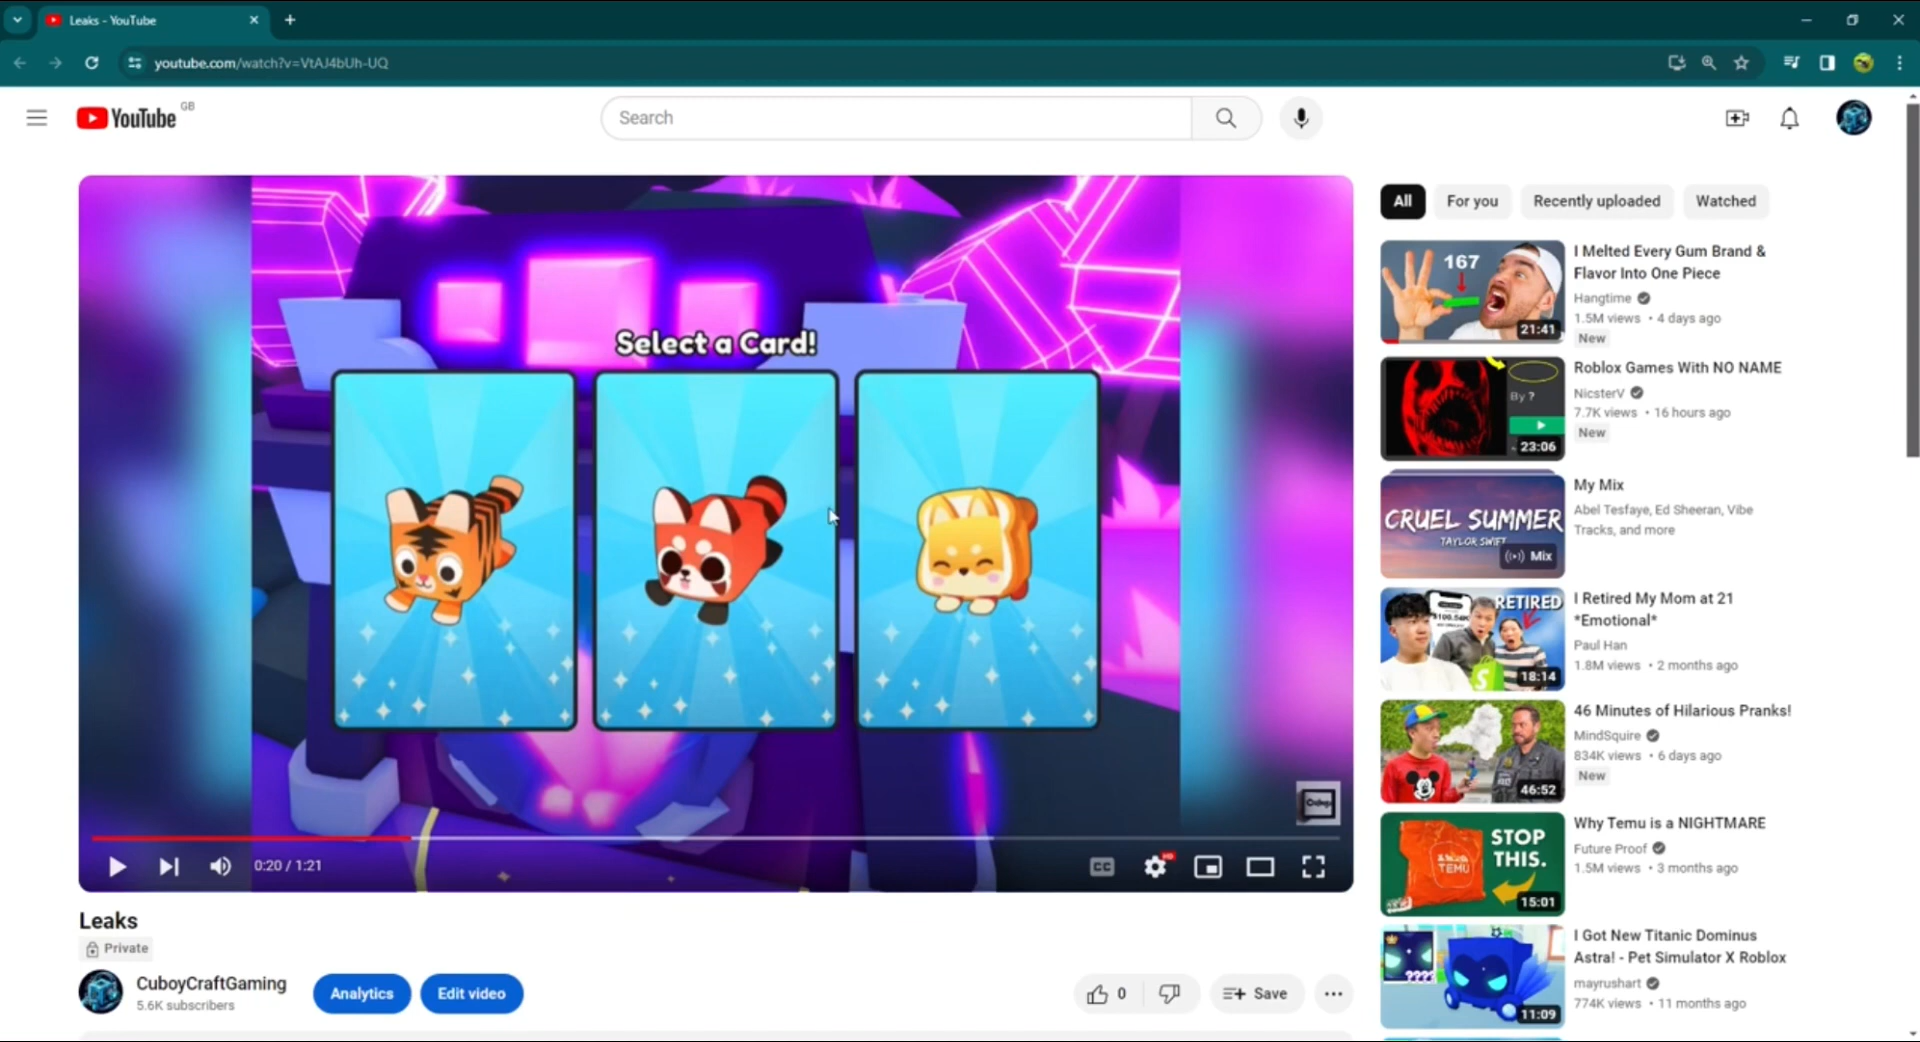 Leaks - YouTube
youtube.com/watch?v=VtAJ4bUh-UQ
YouTube GB
Search
Select a Card!
0:20 / 1:21
CC
HD
Leaks
Private
CuboyCraftGaming
5.6K subscribers
Analytics
Edit video
0
Save
All
For you
Recently uploaded
Watched
167
21:41
I Melted Every Gum Brand &
Flavor Into One Piece
Hangtime
1.5M views • 4 days ago
New
By ?
23:06
Roblox Games With NO NAME
NicsterV
7.7K views • 16 hours ago
New
CRUEL SUMMER
TAYLOR SWIFT
Mix
My Mix
Abel Tesfaye, Ed Sheeran, Vibe
Tracks, and more
RETIRED
18:14
I Retired My Mom at 21
*Emotional*
Paul Han
1.8M views • 2 months ago
46:52
46 Minutes of Hilarious Pranks!
MindSquire
834K views • 6 days ago
New
STOP
THIS.
TEMU
15:01
Why Temu is a NIGHTMARE
Future Proof
1.5M views • 3 months ago
????
11:09
I Got New Titanic Dominus
Astra! - Pet Simulator X Roblox
mayrushart
774K views • 11 months ago